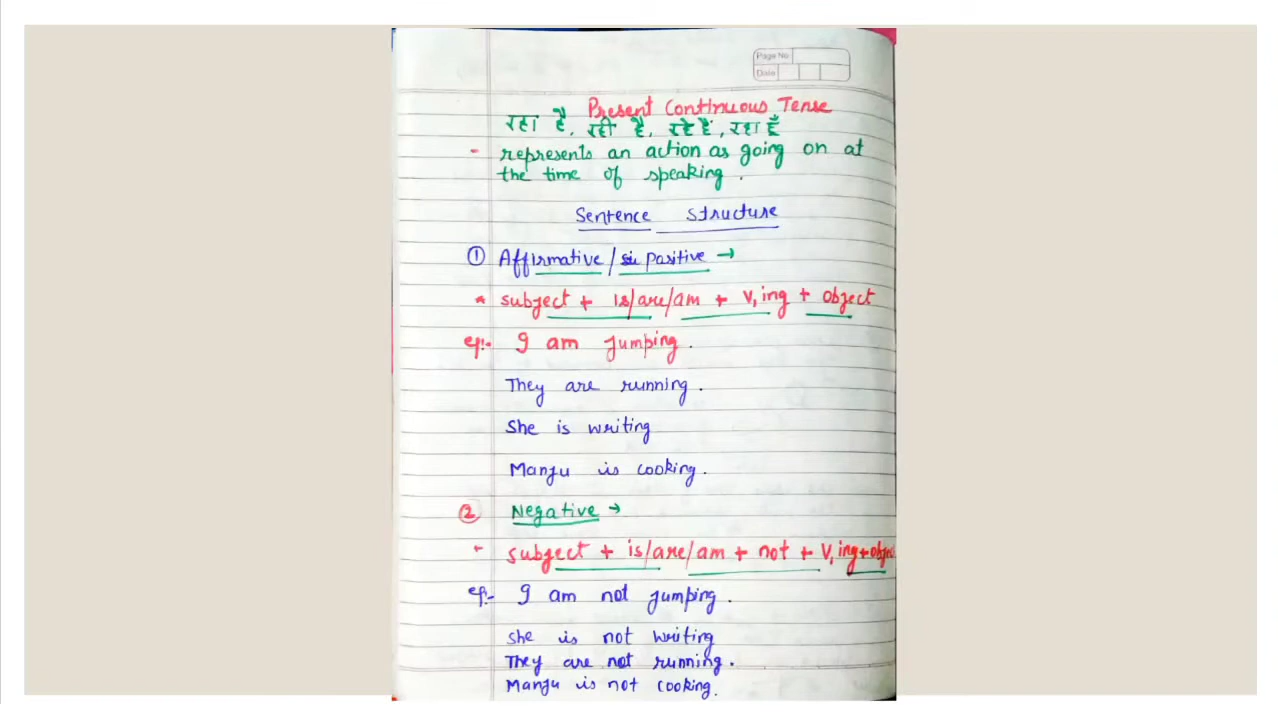 Page No
Date
Present Continuous Tense
रहा है, रही है, रहे हैं, रहा हूँ
- represents an action as going on at
the time of speaking.
Sentence structure
① Affirmative / positive →
* subject + is/are/am + V, ing + object
I am jumping.
They are running.
She is writing
Manju is cooking.
② Negative →
subject + is/are/am + not + V, ing + objec
I am not jumping.
She is not writing
They are not running.
Manju is not cooking.